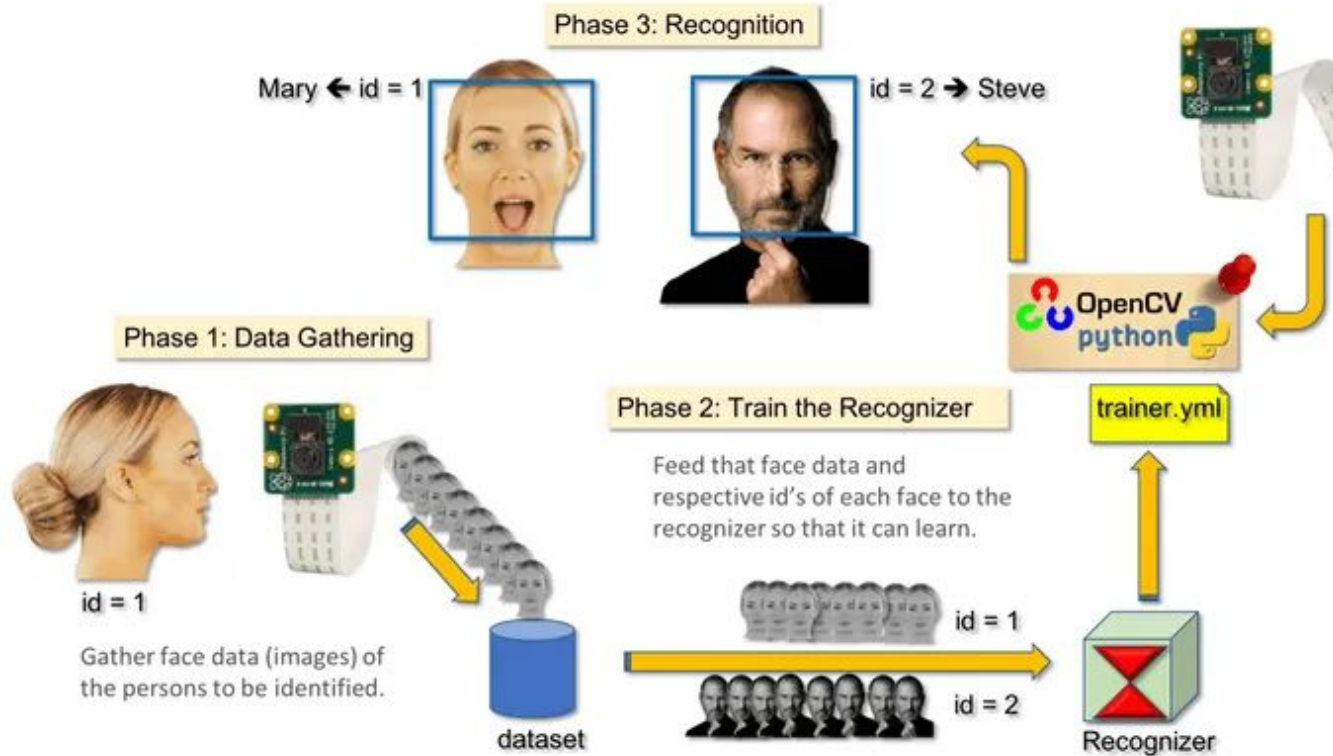 Phase 3: Recognition
Mary ← id = 1
id = 2 → Steve
OpenCV
python
Phase 1: Data Gathering
id = 1
Gather face data (images) of
the persons to be identified.
dataset
Phase 2: Train the Recognizer
Feed that face data and
respective id’s of each face to the
recognizer so that it can learn.
id = 1
id = 2
Recognizer
trainer.yml